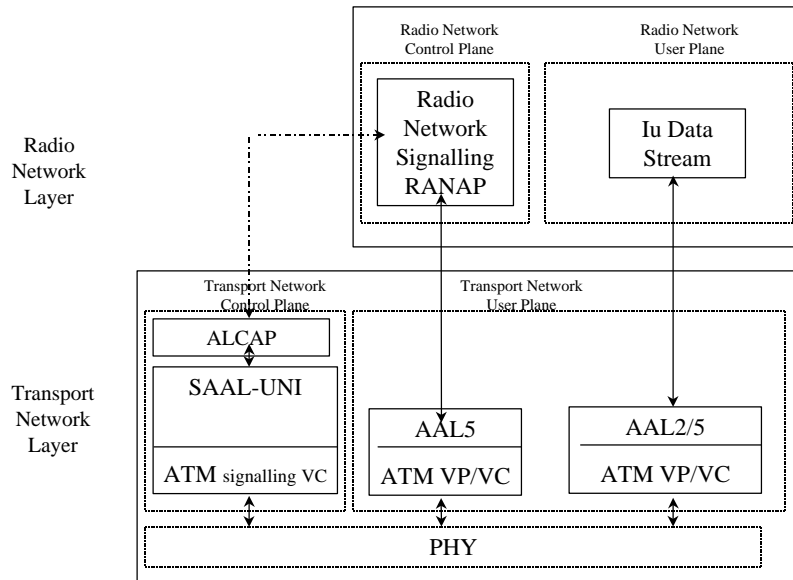 Radio Network
Control Plane
Radio Network
User Plane
Radio
Network
Signalling
RANAP
Iu Data
Stream
Radio
Network
Layer
Transport Network
Control Plane
Transport Network
User Plane
ALCAP
SAAL-UNI
ATM signalling VC
AAL5
ATM VP/VC
AAL2/5
ATM VP/VC
Transport
Network
Layer
PHY